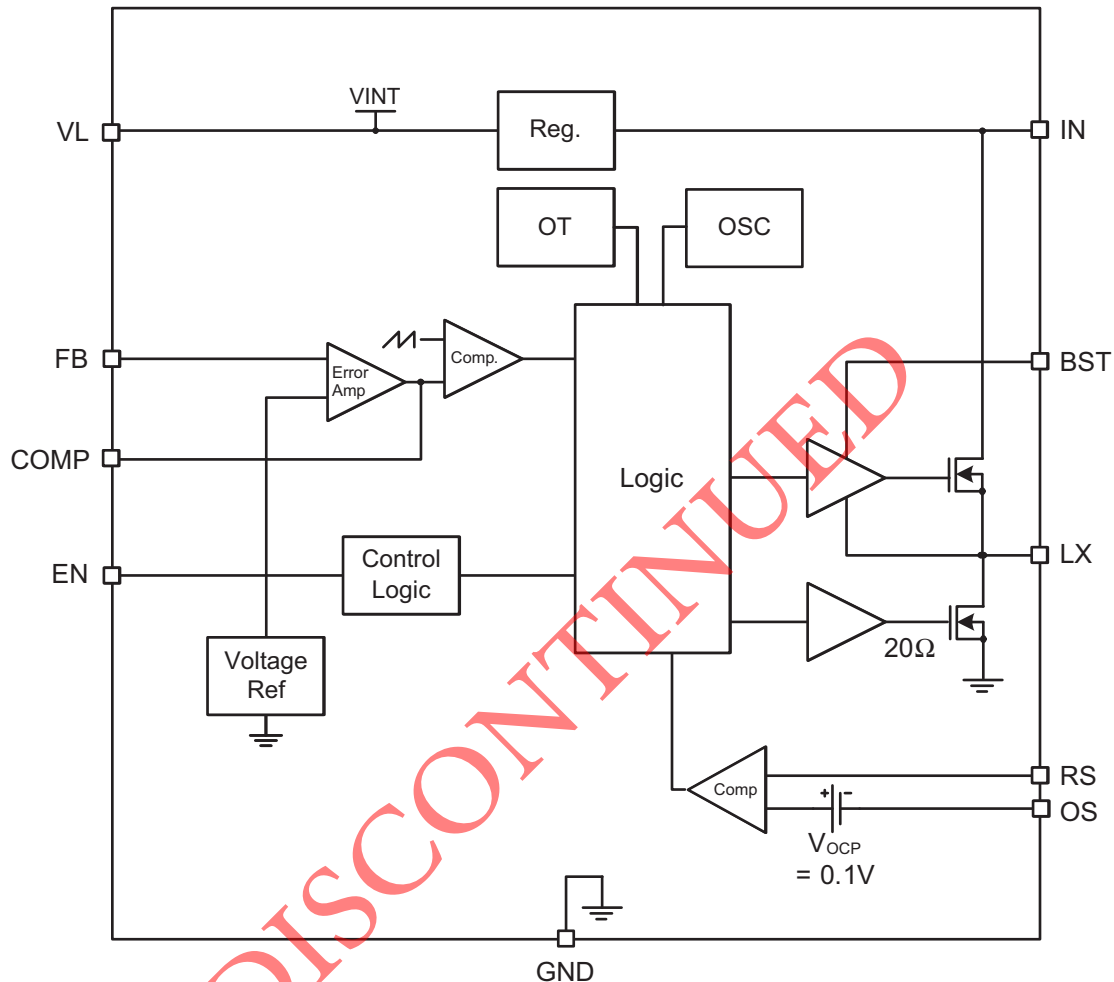 VINT
VL
Reg.
IN
OT
OSC
FB
Error
Amp
Comp.
BST
COMP
Logic
EN
Control
Logic
LX
20Ω
Voltage
Ref
RS
Comp
+ -
OS
VOCP
= 0.1V
GND
DISCONTINUED